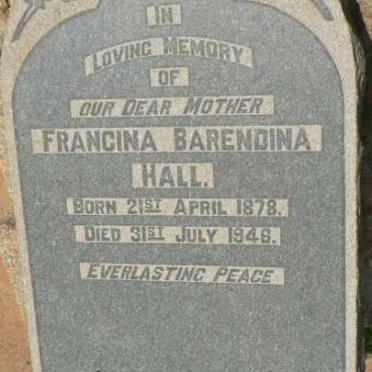 IN
LOVING MEMORY
OF
OUR DEAR MOTHER
FRANCINA BARENDINA
HALL.
BORN 21ST APRIL 1878.
DIED 31ST JULY 1948.
EVERLASTING PEACE